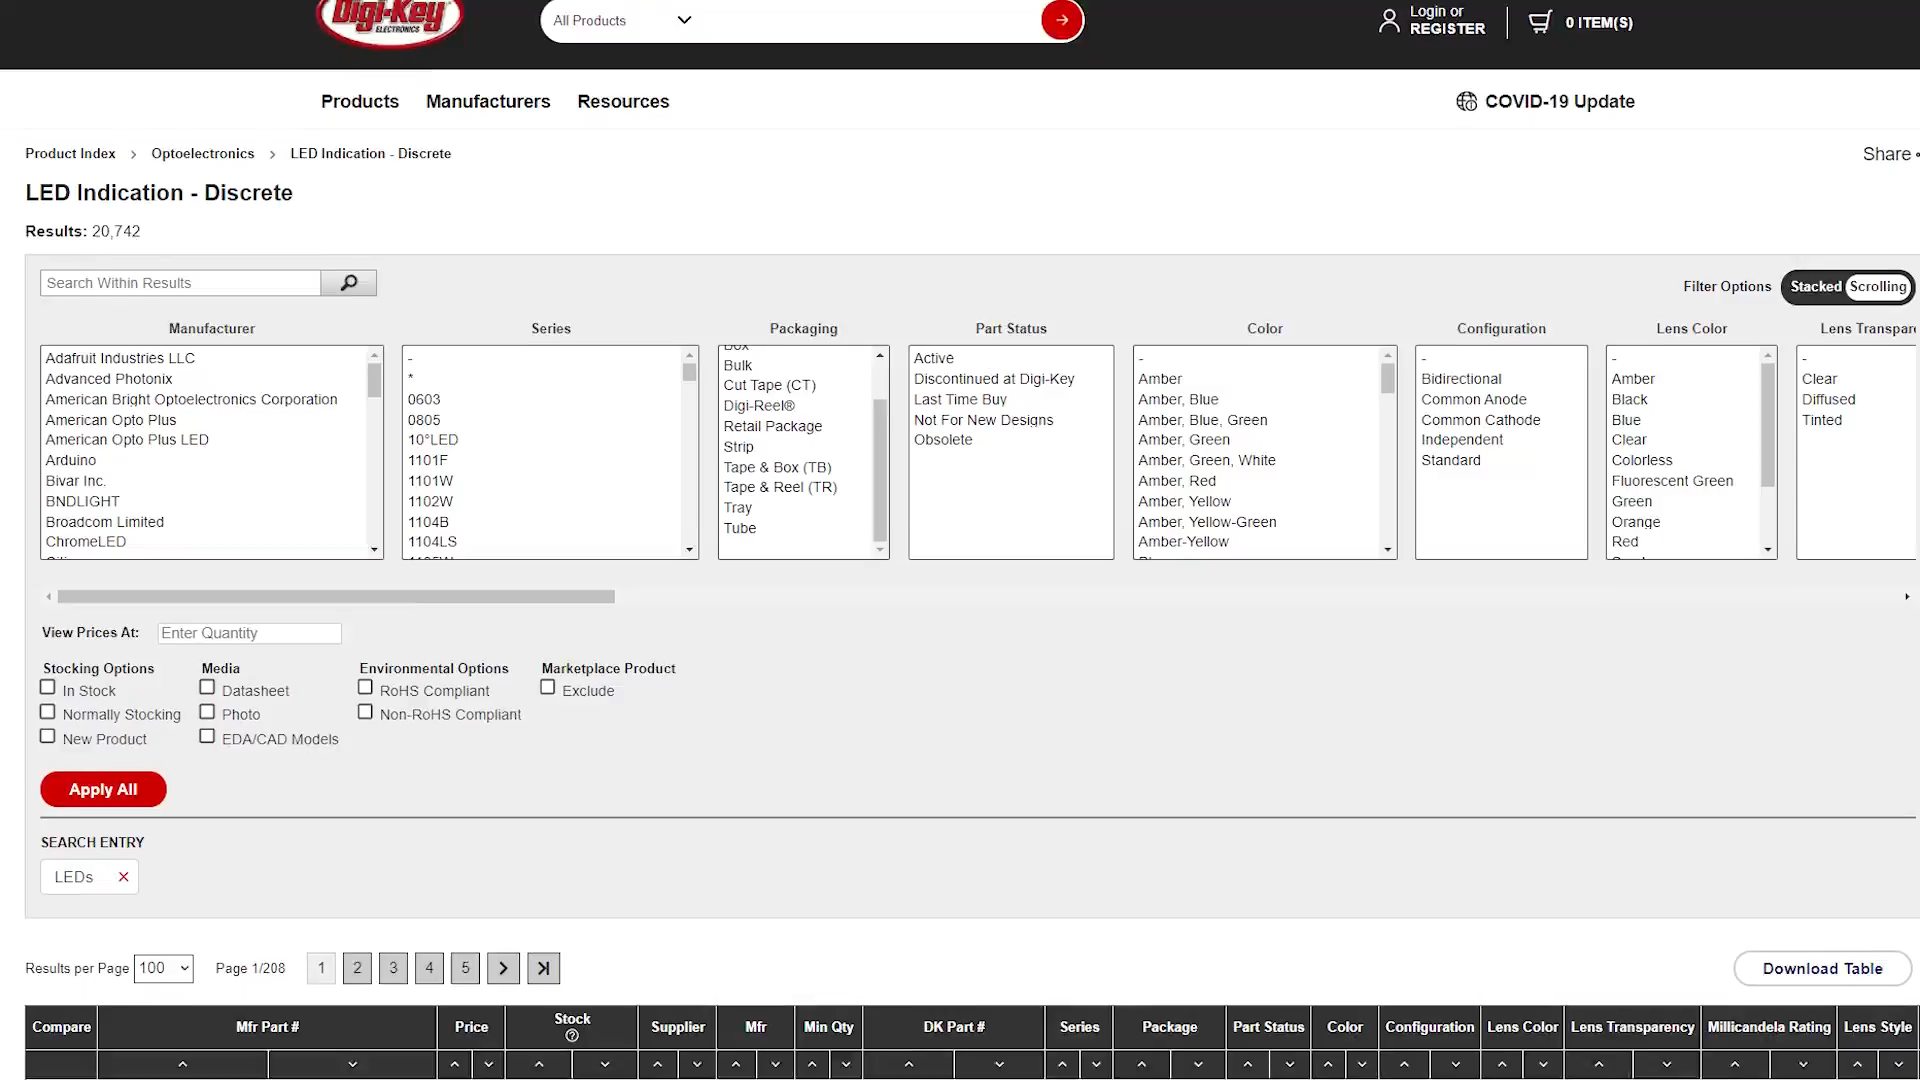 Digi-Key
ELECTRONICS
All Products
Login or
REGISTER
0 ITEM(S)
Products Manufacturers Resources
COVID-19 Update
Product Index > Optoelectronics > LED Indication - Discrete
Share
LED Indication - Discrete
Results: 20,742
Search Within Results
Filter Options Stacked Scrolling
Manufacturer
Adafruit Industries LLC
Advanced Photonix
American Bright Optoelectronics Corporation
American Opto Plus
American Opto Plus LED
Arduino
Bivar Inc.
BNDLIGHT
Broadcom Limited
ChromeLED
Series
-
*
0603
0805
10°LED
1101F
1101W
1102W
1104B
1104LS
Packaging
Box
Bulk
Cut Tape (CT)
Digi-Reel®
Retail Package
Strip
Tape & Box (TB)
Tape & Reel (TR)
Tray
Tube
Part Status
Active
Discontinued at Digi-Key
Last Time Buy
Not For New Designs
Obsolete
Color
-
Amber
Amber, Blue
Amber, Blue, Green
Amber, Green
Amber, Green, White
Amber, Red
Amber, Yellow
Amber, Yellow-Green
Amber-Yellow
Configuration
-
Bidirectional
Common Anode
Common Cathode
Independent
Standard
Lens Color
-
Amber
Black
Blue
Clear
Colorless
Fluorescent Green
Green
Orange
Red
Lens Transpare
-
Clear
Diffused
Tinted
View Prices At: Enter Quantity
Stocking Options
In Stock
Normally Stocking
New Product
Media
Datasheet
Photo
EDA/CAD Models
Environmental Options
RoHS Compliant
Non-RoHS Compliant
Marketplace Product
Exclude
Apply All
SEARCH ENTRY
LEDs ×
Results per Page 100 Page 1/208 1 2 3 4 5
Download Table
Compare Mfr Part # Price Stock Supplier Mfr Min Qty DK Part # Series Package Part Status Color Configuration Lens Color Lens Transparency Millicandela Rating Lens Style